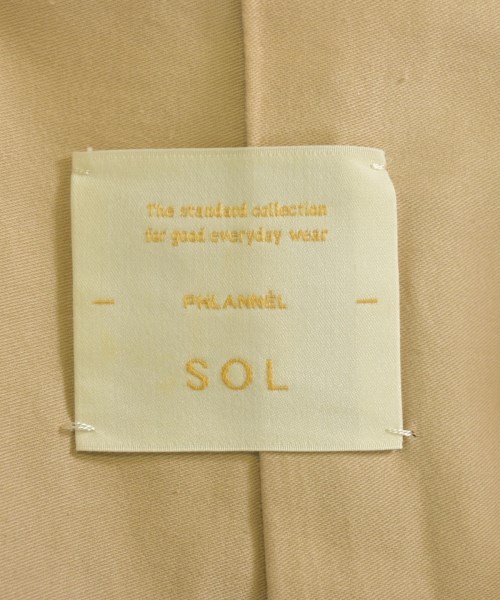 The standard collection
for good everyday wear
PHLANNÈL
SOL